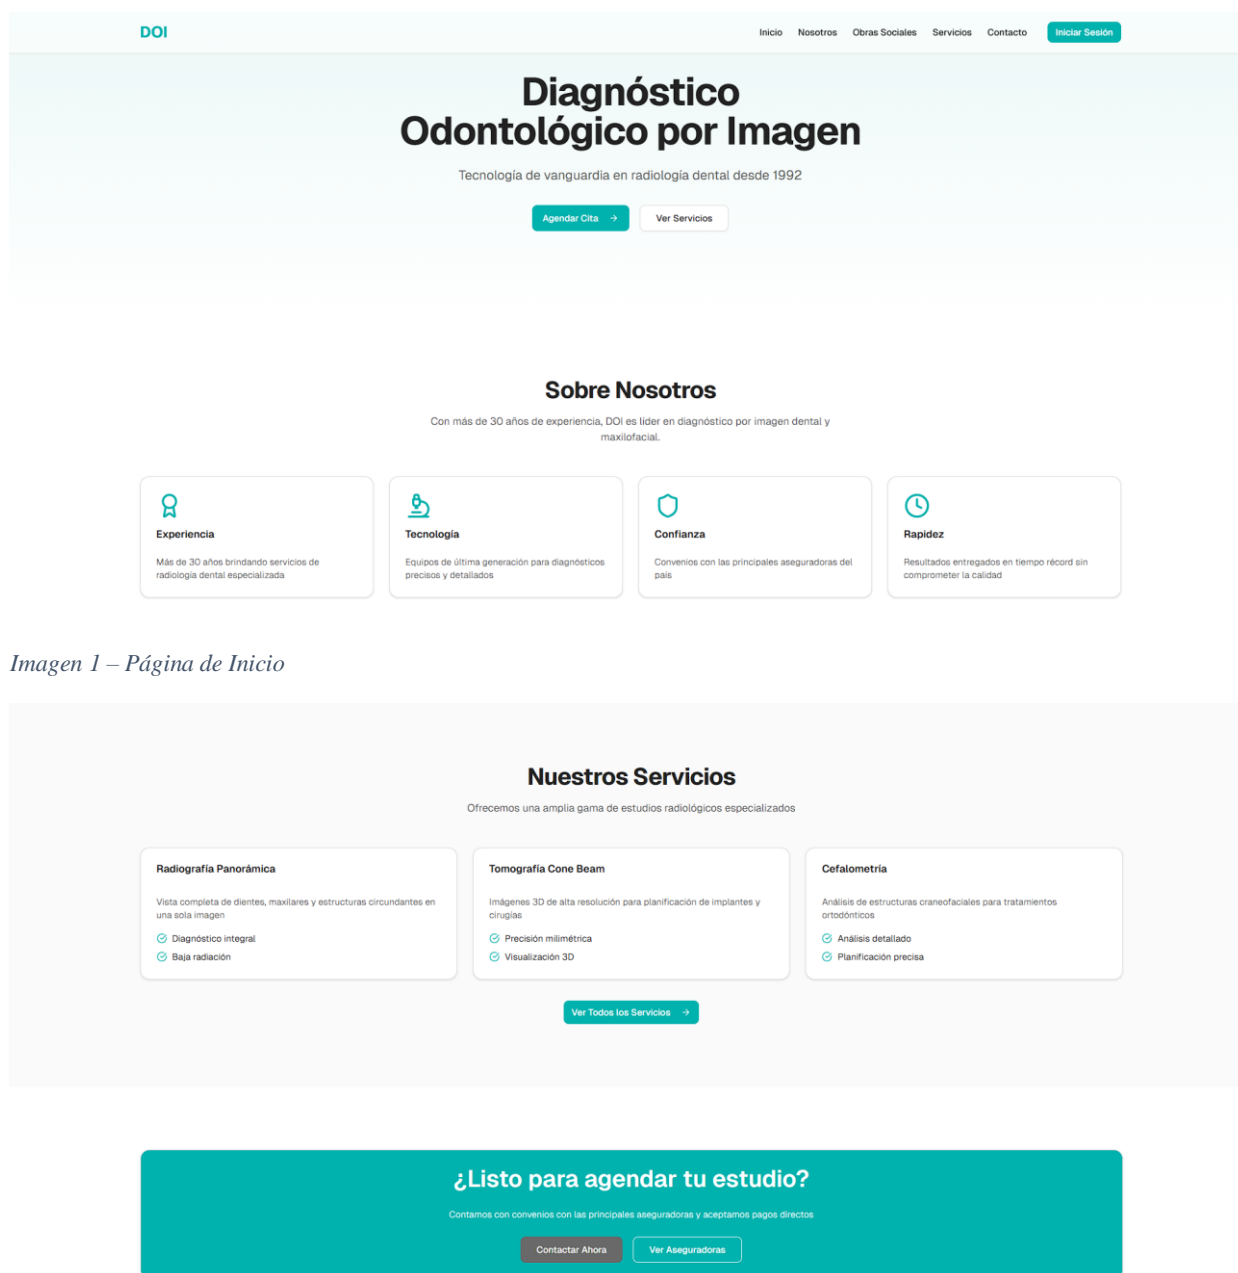 DOI
Inicio Nosotros Obras Sociales Servicios Contacto Iniciar Sesión
Diagnóstico
Odontológico por Imagen
Tecnología de vanguardia en radiología dental desde 1992
Agendar Cita → Ver Servicios
Sobre Nosotros
Con más de 30 años de experiencia, DOI es líder en diagnóstico por imagen dental y
maxilofacial.
Experiencia
Más de 30 años brindando servicios de
radiología dental especializada
Tecnología
Equipos de última generación para diagnósticos
precisos y detallados
Confianza
Convenios con las principales aseguradoras del
país
Rapidez
Resultados entregados en tiempo récord sin
comprometer la calidad
Imagen 1 – Página de Inicio
Nuestros Servicios
Ofrecemos una amplia gama de estudios radiológicos especializados
Radiografía Panorámica
Vista completa de dientes, maxilares y estructuras circundantes en
una sola imagen
Diagnóstico integral
Baja radiación
Tomografía Cone Beam
Imágenes 3D de alta resolución para planificación de implantes y
cirugías
Precisión milimétrica
Visualización 3D
Cefalometría
Análisis de estructuras craneofaciales para tratamientos
ortodónticos
Análisis detallado
Planificación precisa
Ver Todos los Servicios →
¿Listo para agendar tu estudio?
Contamos con convenios con las principales aseguradoras y aceptamos pagos directos
Contactar Ahora Ver Aseguradoras